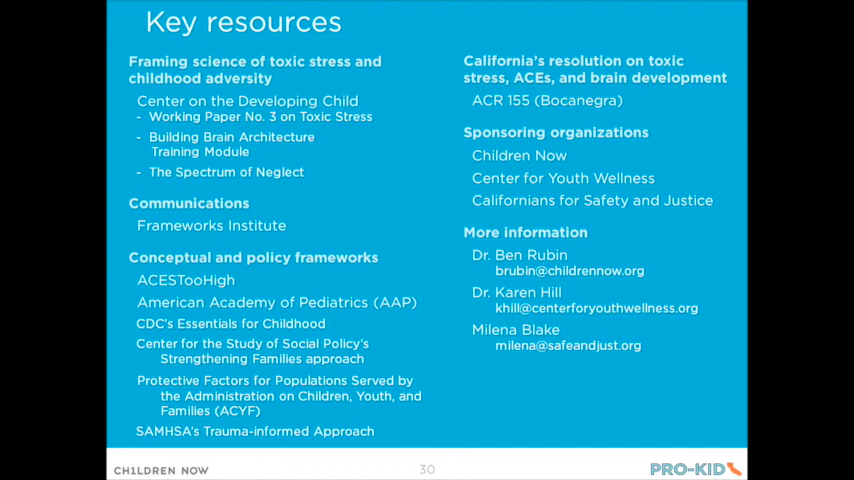 Key resources
Framing science of toxic stress and
childhood adversity
Center on the Developing Child
- Working Paper No. 3 on Toxic Stress
- Building Brain Architecture
Training Module
- The Spectrum of Neglect
Communications
Frameworks Institute
Conceptual and policy frameworks
ACESTooHigh
American Academy of Pediatrics (AAP)
CDC's Essentials for Childhood
Center for the Study of Social Policy's
Strengthening Families approach
Protective Factors for Populations Served by
the Administration on Children, Youth, and
Families (ACYF)
SAMHSA's Trauma-informed Approach
California's resolution on toxic
stress, ACEs, and brain development
ACR 155 (Bocanegra)
Sponsoring organizations
Children Now
Center for Youth Wellness
Californians for Safety and Justice
More information
Dr. Ben Rubin
brubin@childrennow.org
Dr. Karen Hill
khill@centerforyouthwellness.org
Milena Blake
milena@safeandjust.org
CH1LDREN NOW
30
PRO-KID